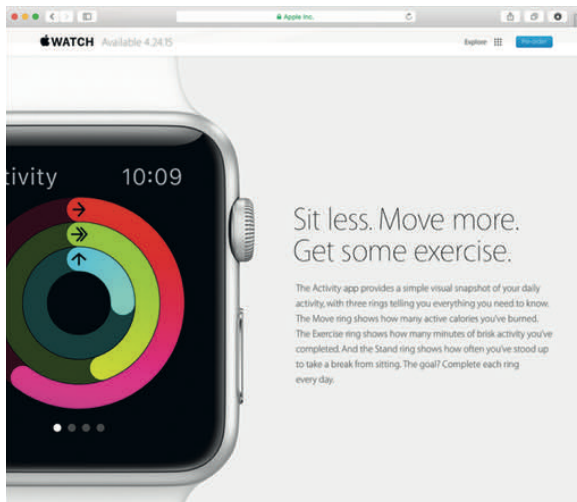 Apple Inc.
WATCH Available 4.24.15
Explore
Pre-order
tivity 10:09
Sit less. Move more.
Get some exercise.
The Activity app provides a simple visual snapshot of your daily
activity, with three rings telling you everything you need to know.
The Move ring shows how many active calories you've burned.
The Exercise ring shows how many minutes of brisk activity you've
completed. And the Stand ring shows how often you've stood up
to take a break from sitting. The goal? Complete each ring
every day.